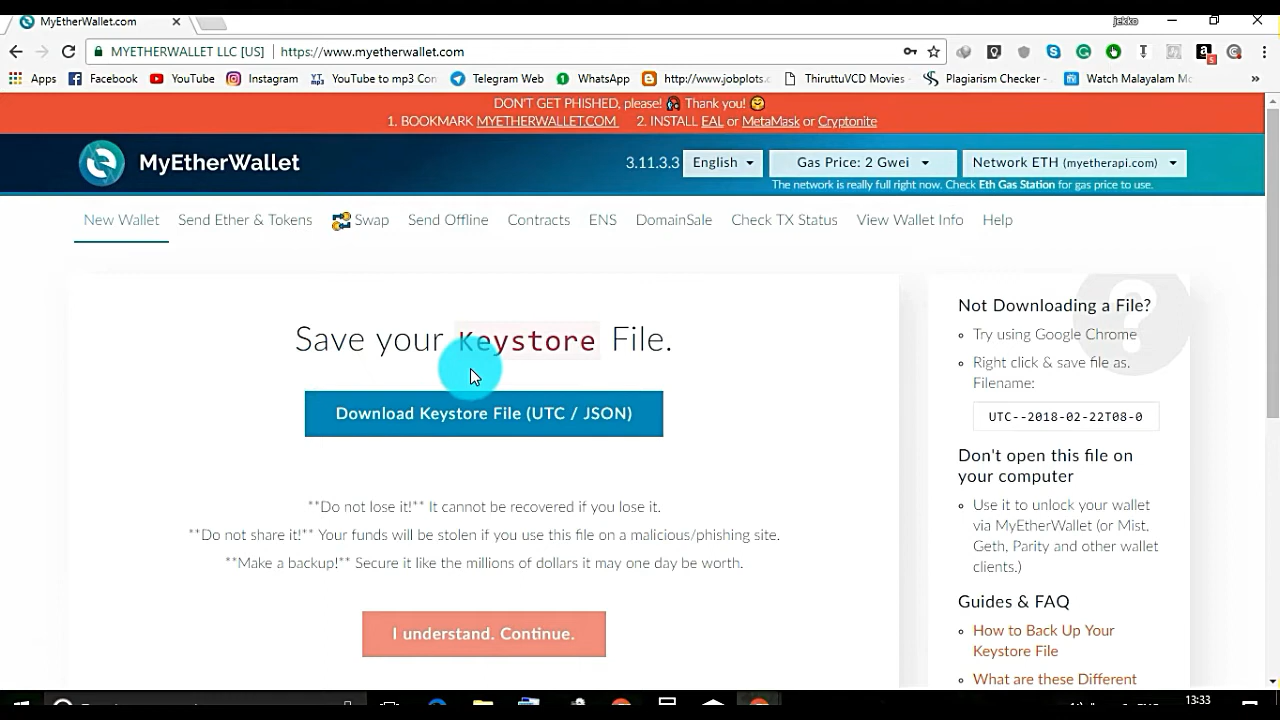 MyEtherWallet.com
jekko
MYETHERWALLET LLC [US] https://www.myetherwallet.com
5
Apps Facebook YouTube Instagram YouTube to mp3 Con Telegram Web WhatsApp http://www.jobplots.c ThiruttuVCD Movies - Plagiarism Checker - Watch Malayalam Mo
DON'T GET PHISHED, please! Thank you!
1. BOOKMARK MYETHERWALLET.COM 2. INSTALL EAL or MetaMask or Cryptonite
MyEtherWallet 3.11.3.3 English Gas Price: 2 Gwei Network ETH (myetherapi.com)
The network is really full right now. Check Eth Gas Station for gas price to use.
New Wallet Send Ether & Tokens Swap Send Offline Contracts ENS DomainSale Check TX Status View Wallet Info Help
Save your Keystore File.
Download Keystore File (UTC / JSON)
**Do not lose it!** It cannot be recovered if you lose it.
**Do not share it!** Your funds will be stolen if you use this file on a malicious/phishing site.
**Make a backup!** Secure it like the millions of dollars it may one day be worth.
I understand. Continue.
Not Downloading a File?
Try using Google Chrome
Right click & save file as.
Filename:
UTC--2018-02-22T08-0
Don't open this file on
your computer
Use it to unlock your wallet
via MyEtherWallet (or Mist,
Geth, Parity and other wallet
clients.)
Guides & FAQ
How to Back Up Your
Keystore File
What are these Different
13:33